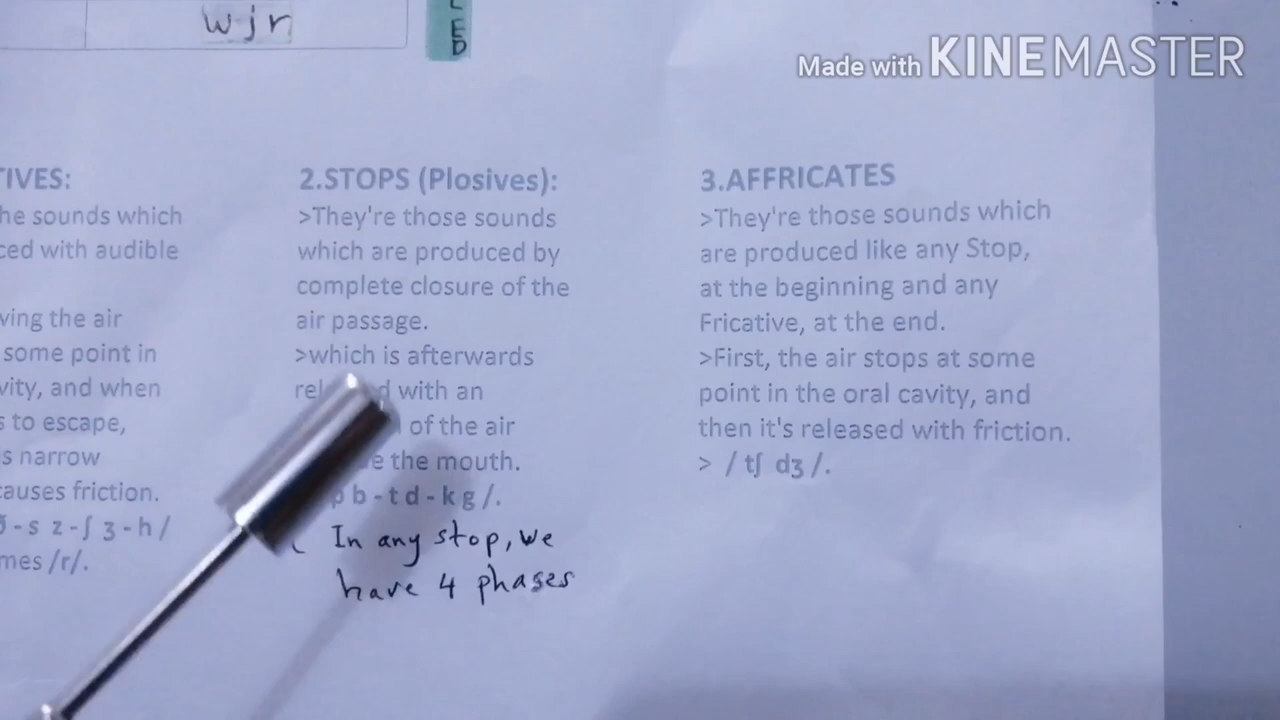 w j r
L
E
D
Made with KINEMASTER
TIVES:
he sounds which
ced with audible
ving the air
some point in
vity, and when
s to escape,
s narrow
causes friction.
ð - s z - ʃ ʒ - h /
mes /r/.
2.STOPS (Plosives):
>They're those sounds
which are produced by
complete closure of the
air passage.
>which is afterwards
with an
of the air
the mouth.
p b - t d - k g /.
In any stop, we
have 4 phases
3.AFFRICATES
>They're those sounds which
are produced like any Stop,
at the beginning and any
Fricative, at the end.
>First, the air stops at some
point in the oral cavity, and
then it's released with friction.
> / tʃ dʒ /.